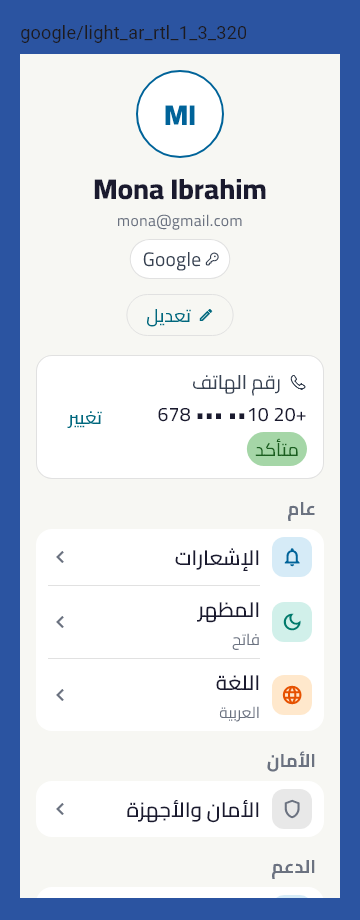 google/light_ar_rtl_1_3_320
MI
Mona Ibrahim
mona@gmail.com
Google
تعديل
رقم الهاتف
+20 10•• ••• 678
تغيير
متأكد
عام
الإشعارات
المظهر
فاتح
اللغة
العربية
الأمان
الأمان والأجهزة
الدعم